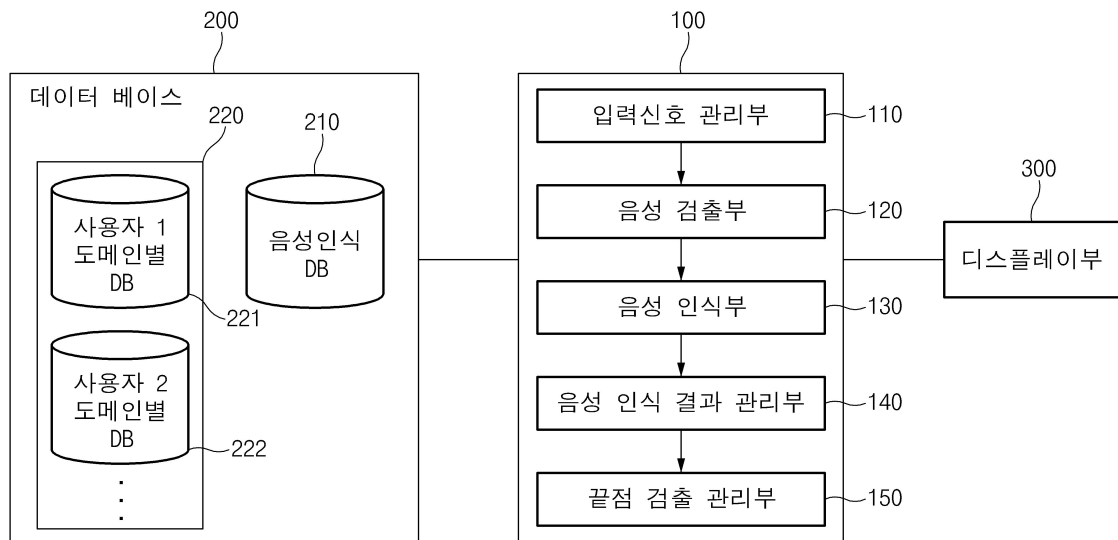 200
데이터 베이스
220
210
사용자 1
도메인별
DB
221
음성인식
DB
사용자 2
도메인별
DB
222
100
입력신호 관리부
110
음성 검출부
120
음성 인식부
130
음성 인식 결과 관리부
140
끝점 검출 관리부
150
300
디스플레이부